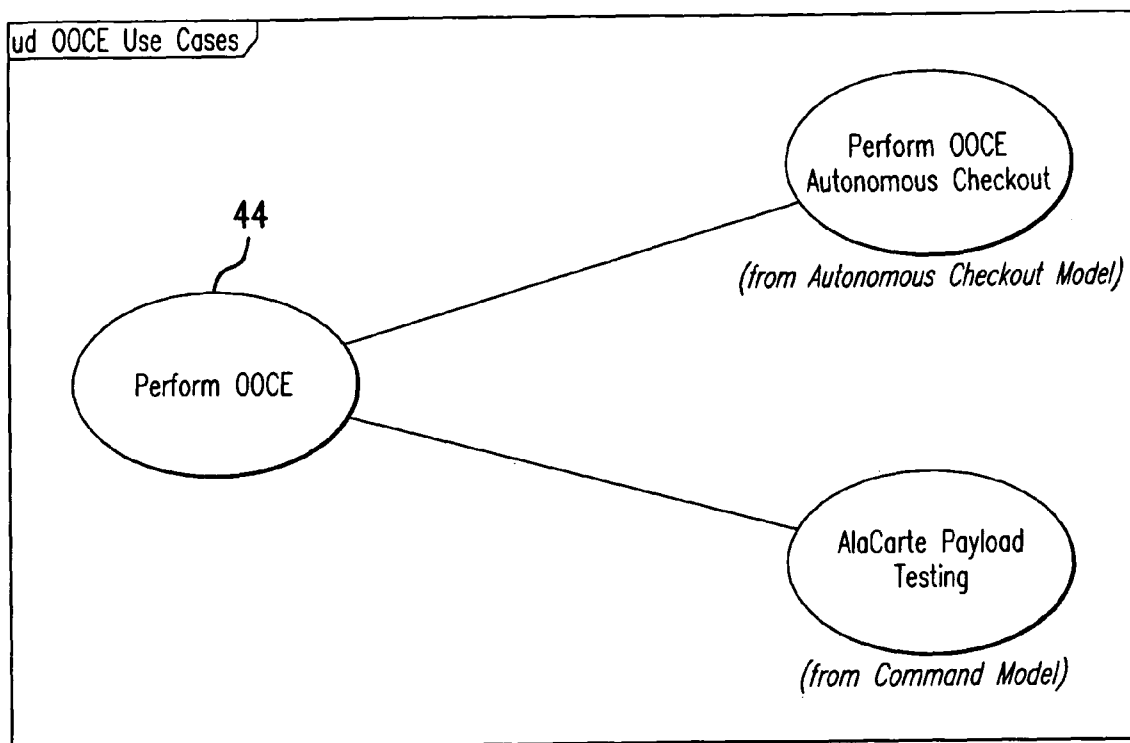 ud OOCE Use Cases
Perform OOCE
Autonomous Checkout
(from Autonomous Checkout Model)
44
Perform OOCE
AlaCarte Payload
Testing
(from Command Model)